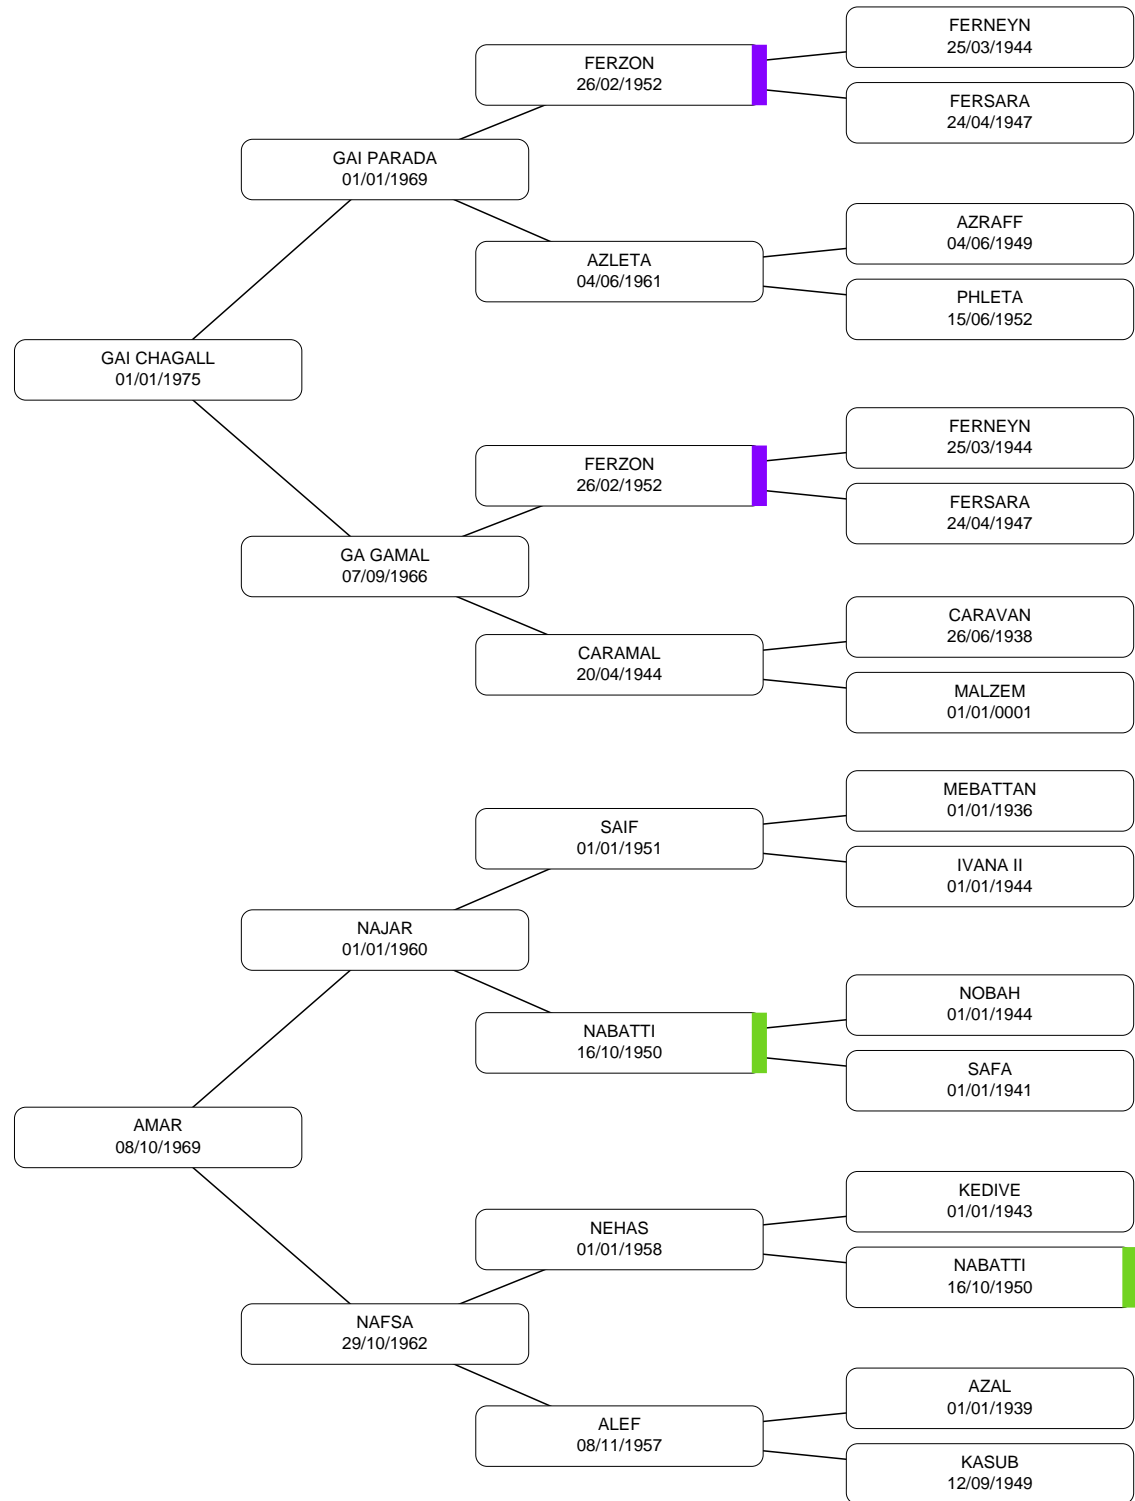 FERNEYN
25/03/1944
FERZON
26/02/1952
FERSARA
24/04/1947
GAI PARADA
01/01/1969
AZRAFF
04/06/1949
AZLETA
04/06/1961
PHLETA
15/06/1952
GAI CHAGALL
01/01/1975
FERNEYN
25/03/1944
FERZON
26/02/1952
FERSARA
24/04/1947
GA GAMAL
07/09/1966
CARAVAN
26/06/1938
CARAMAL
20/04/1944
MALZEM
01/01/0001
MEBATTAN
01/01/1936
SAIF
01/01/1951
IVANA II
01/01/1944
NAJAR
01/01/1960
NOBAH
01/01/1944
NABATTI
16/10/1950
SAFA
01/01/1941
AMAR
08/10/1969
KEDIVE
01/01/1943
NEHAS
01/01/1958
NABATTI
16/10/1950
NAFSA
29/10/1962
AZAL
01/01/1939
ALEF
08/11/1957
KASUB
12/09/1949